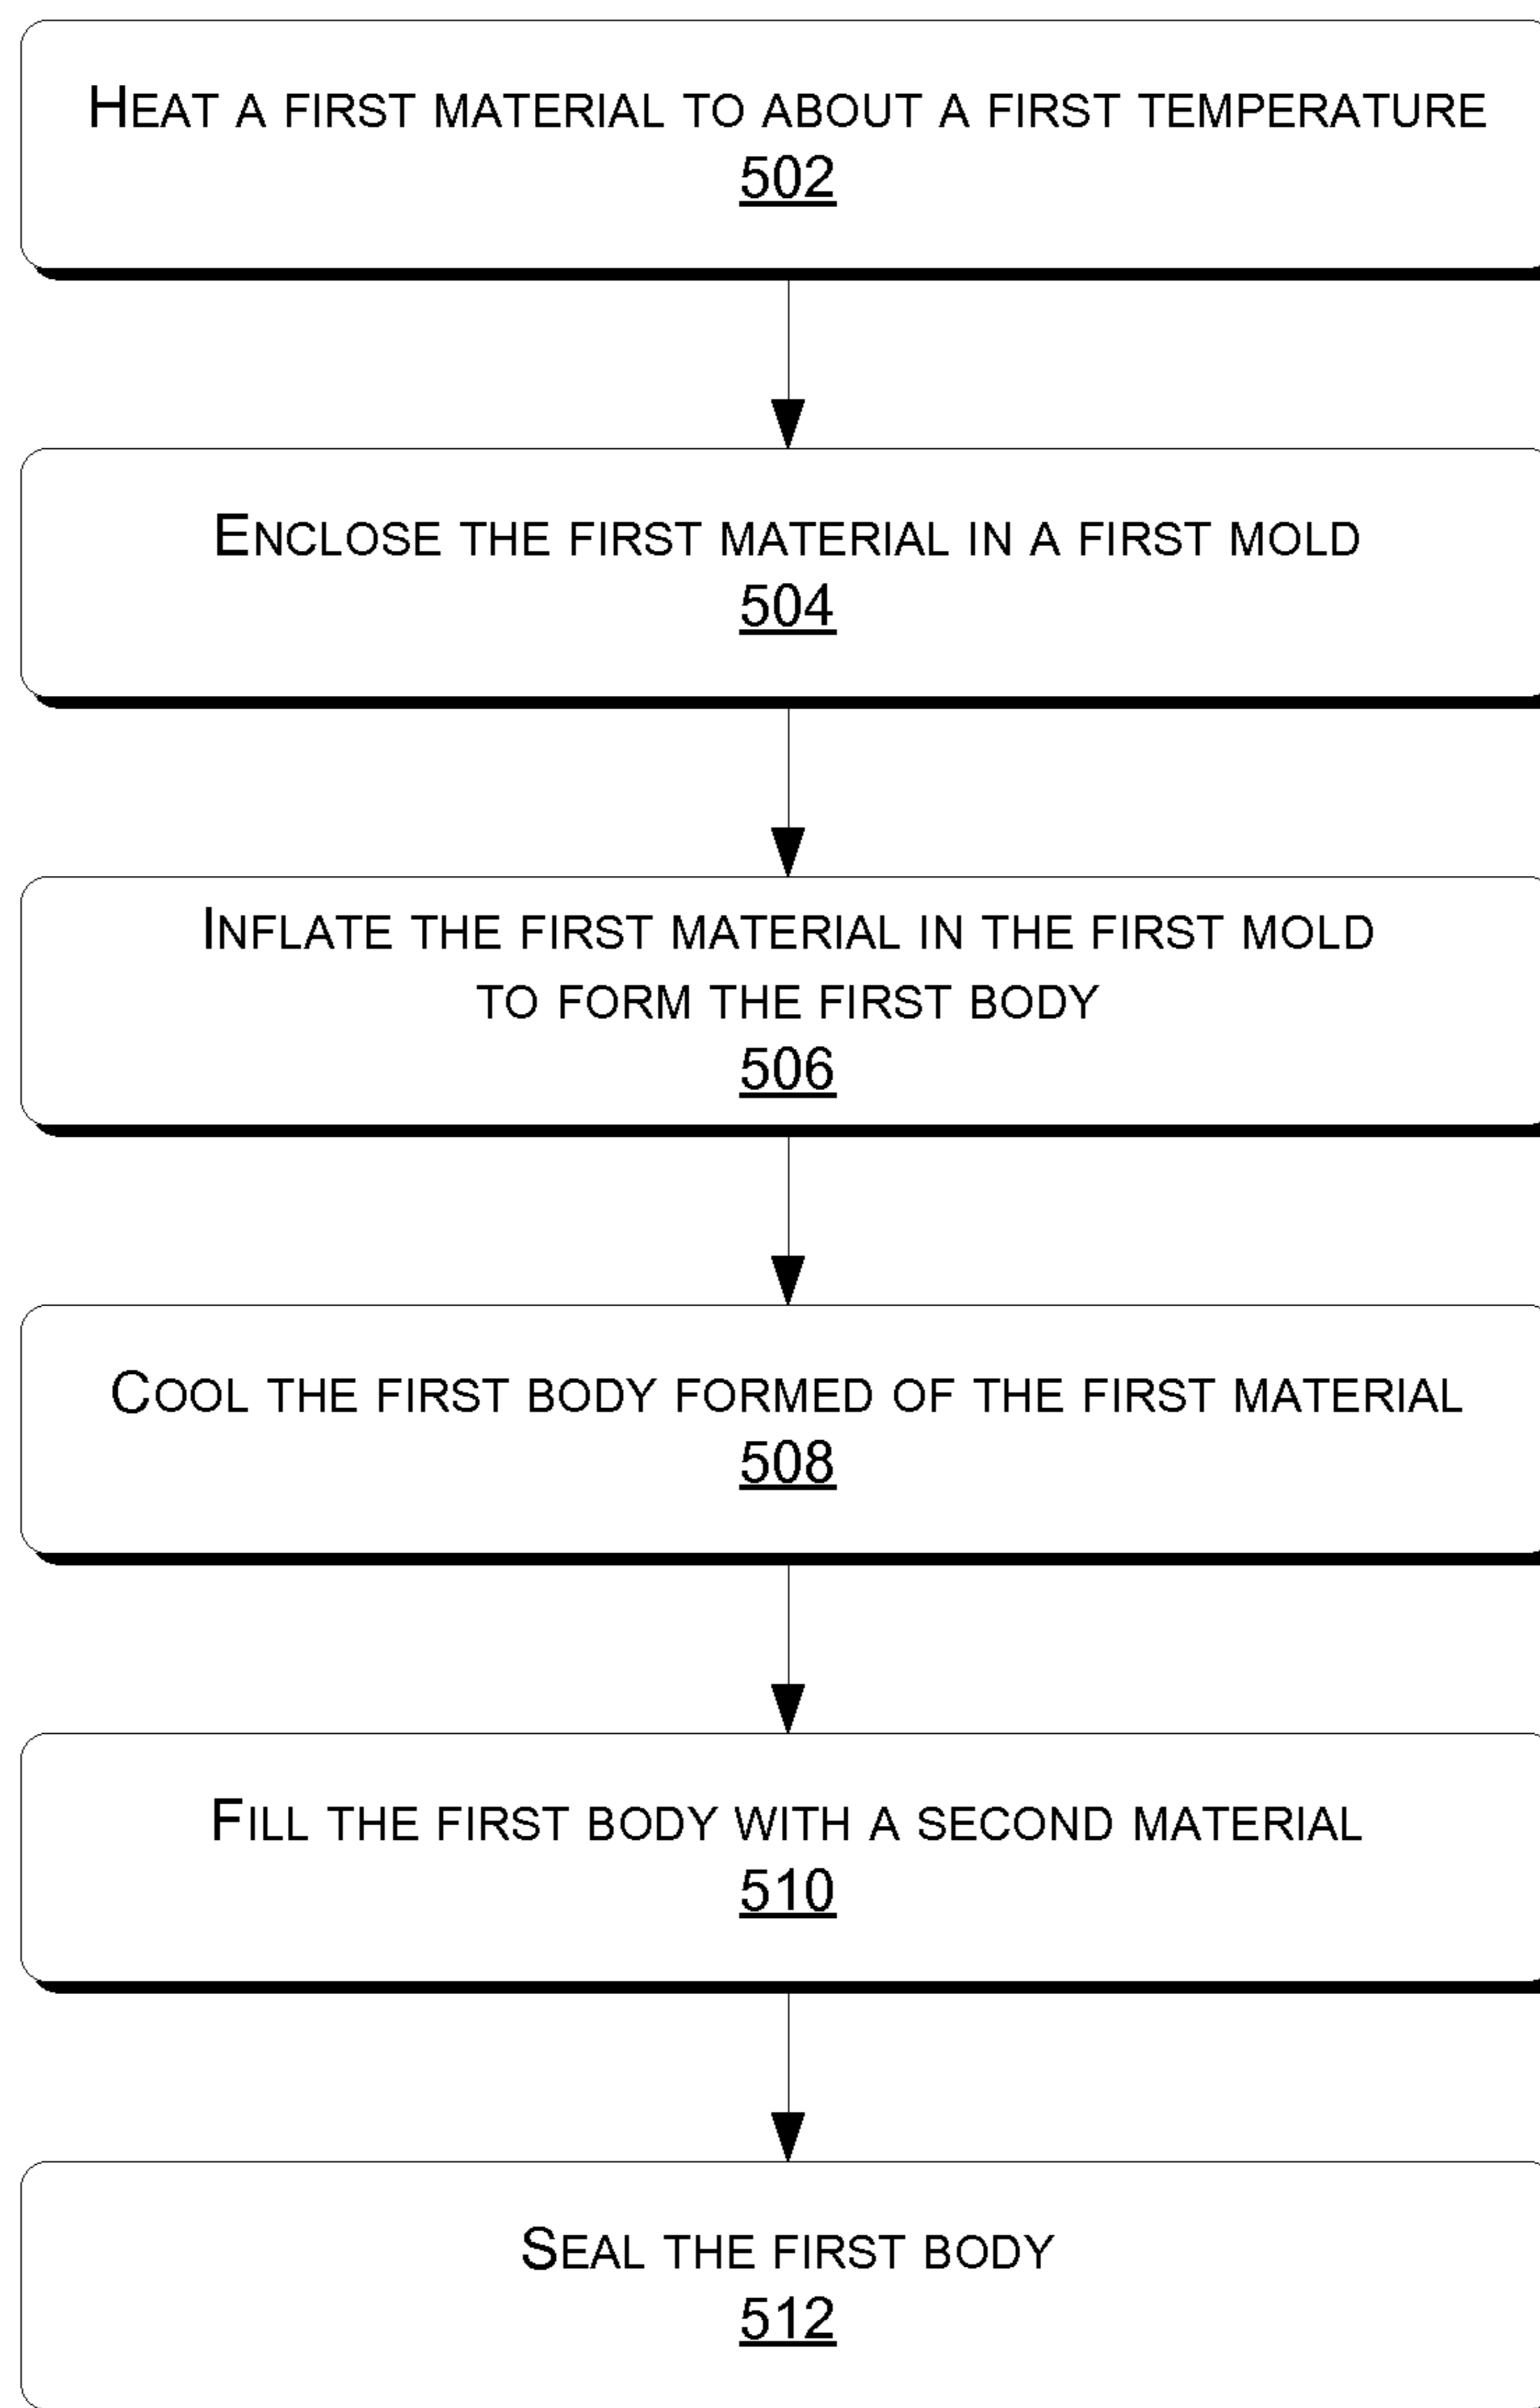 HEAT A FIRST MATERIAL TO ABOUT A FIRST TEMPERATURE
502
ENCLOSE THE FIRST MATERIAL IN A FIRST MOLD
504
INFLATE THE FIRST MATERIAL IN THE FIRST MOLD
TO FORM THE FIRST BODY
506
COOL THE FIRST BODY FORMED OF THE FIRST MATERIAL
508
FILL THE FIRST BODY WITH A SECOND MATERIAL
510
SEAL THE FIRST BODY
512